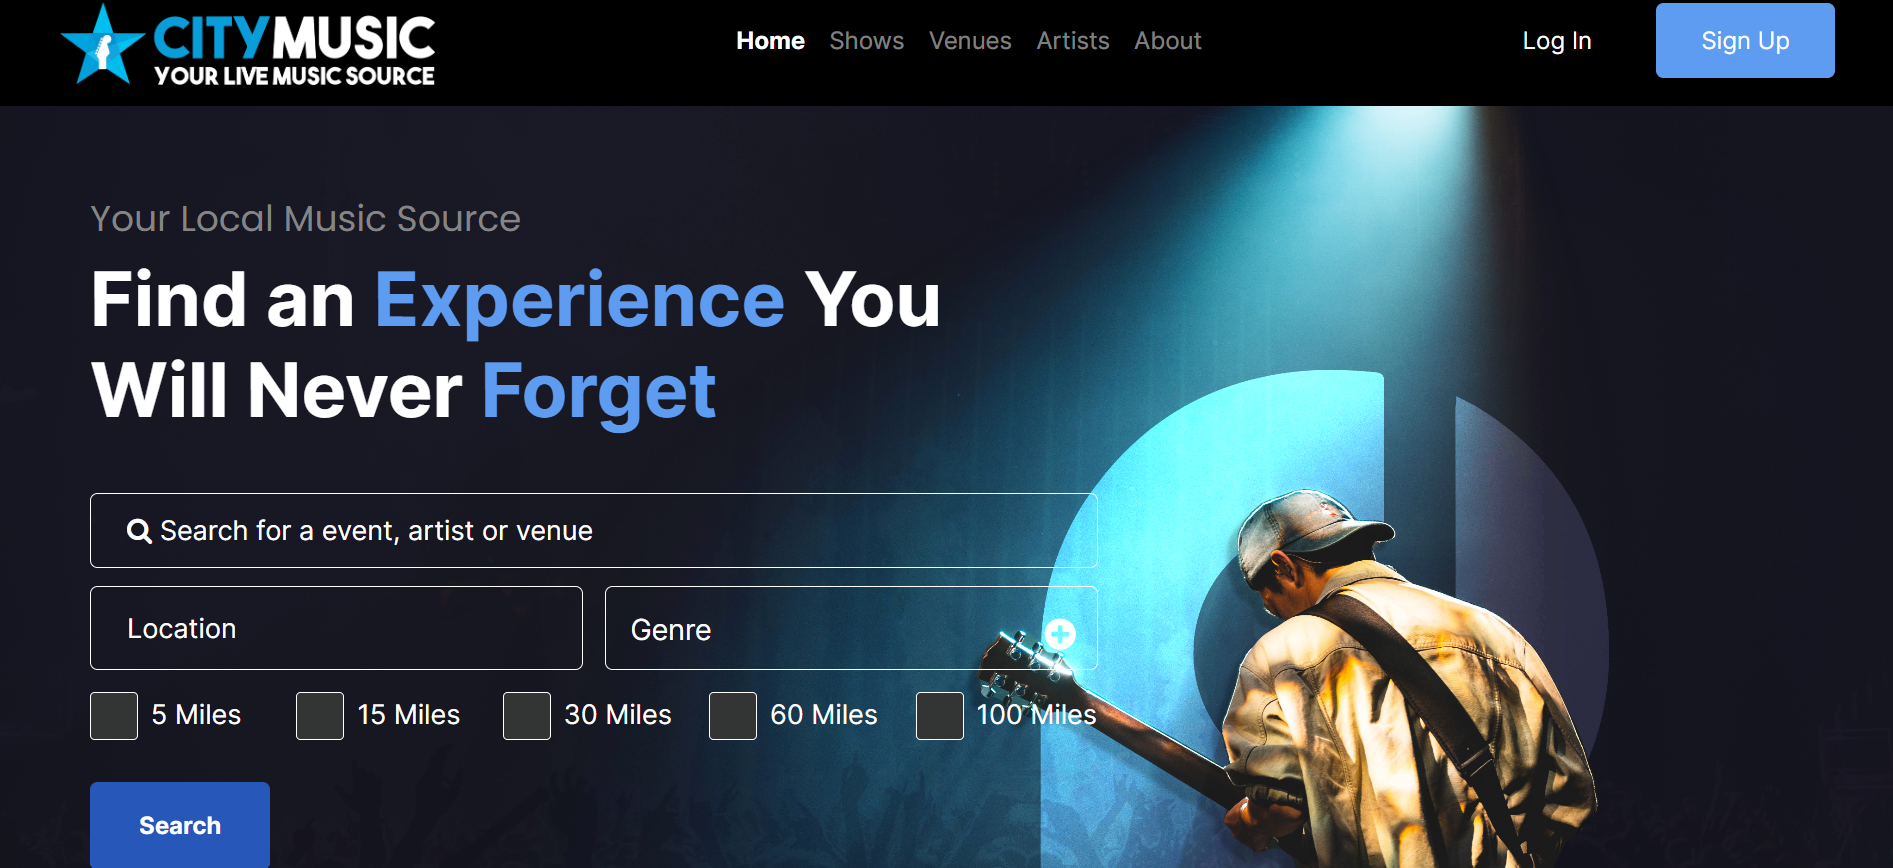 CITYMUSIC
YOUR LIVE MUSIC SOURCE
Home Shows Venues Artists About
Log In
Sign Up
Your Local Music Source
Find an Experience You
Will Never Forget
Search for a event, artist or venue
Location
Genre
5 Miles 15 Miles 30 Miles 60 Miles 100 Miles
Search